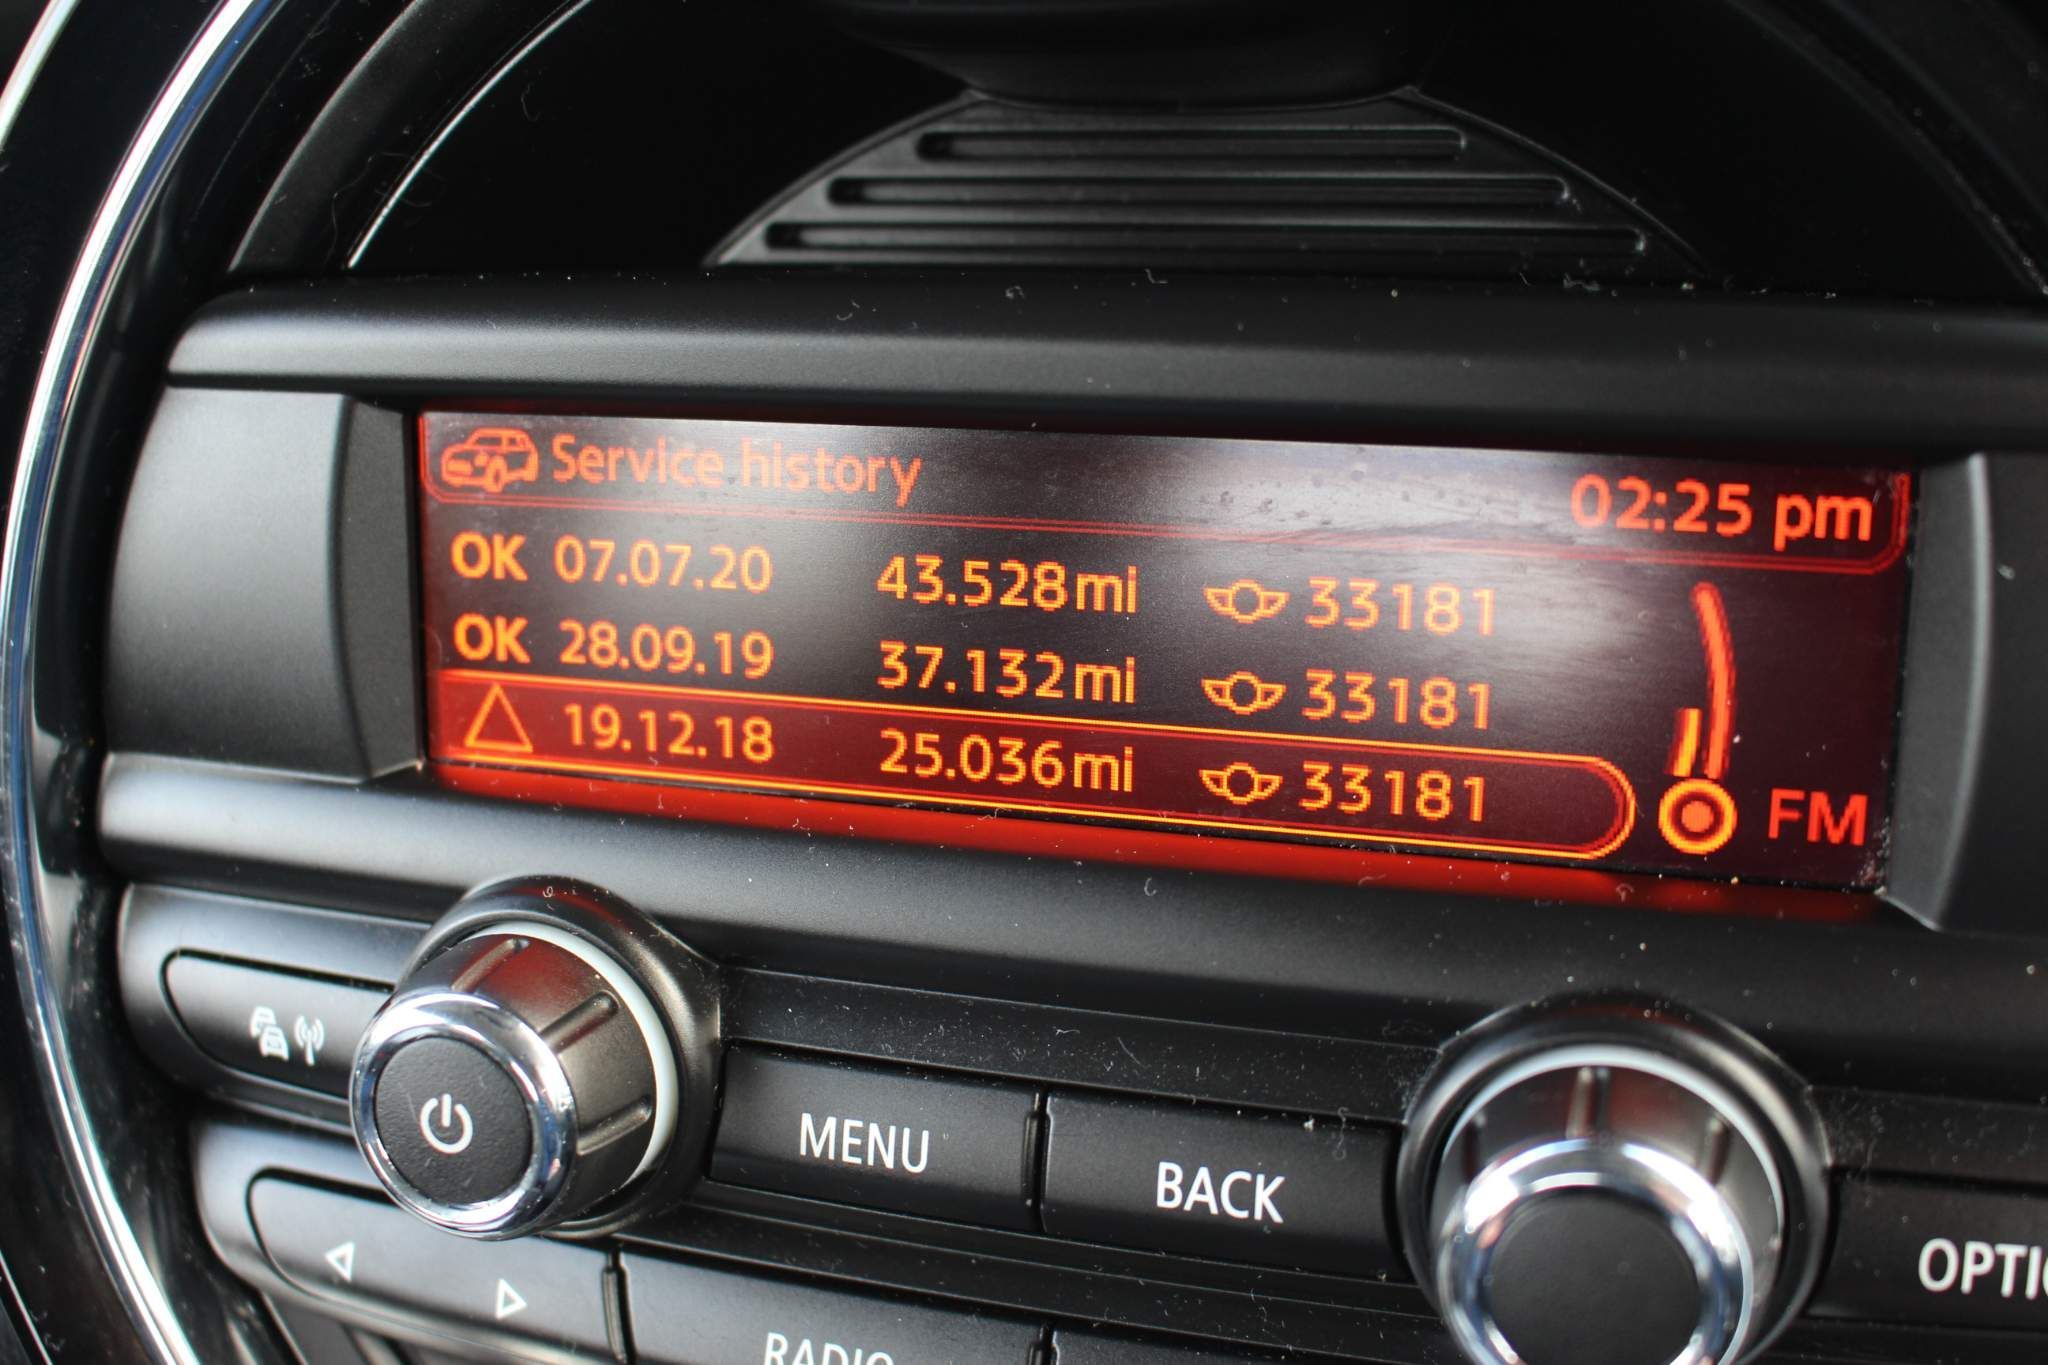 Service history 02:25 pm
OK 07.07.20 43.528mi 33181
OK 28.09.19 37.132mi 33181
19.12.18 25.036mi 33181
FM
MENU
BACK
OPTI
RADIO